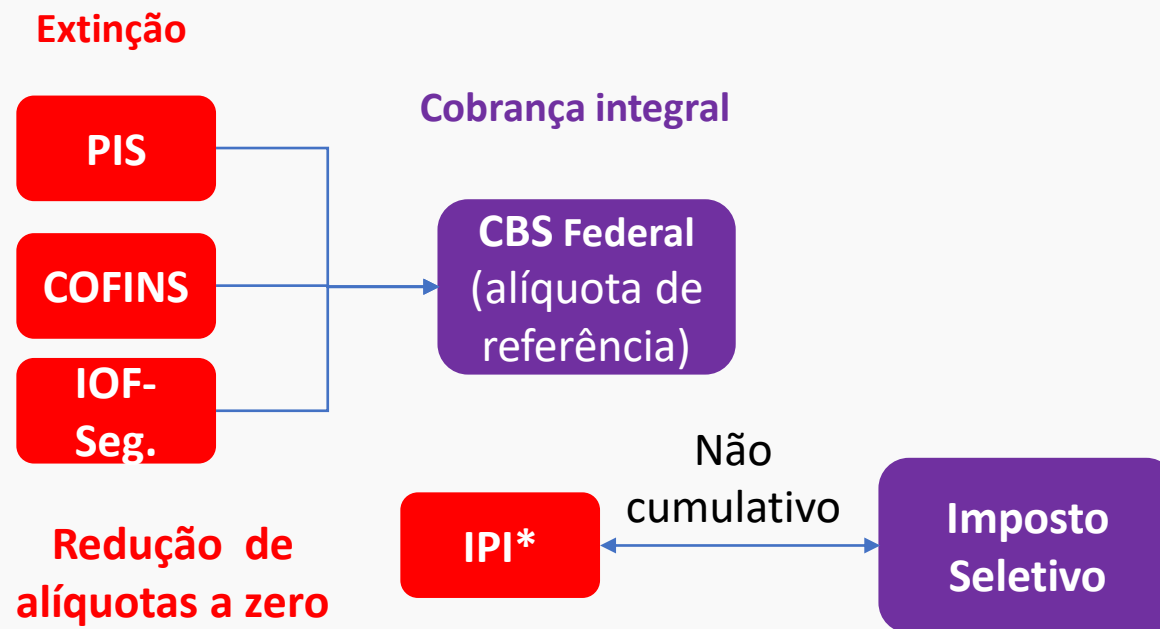 Extinção
PIS
COFINS
IOF-
Seg.
Cobrança integral
CBS Federal
(alíquota de
referência)
Redução de
alíquotas a zero
IPI*
Não
cumulativo
Imposto
Seletivo